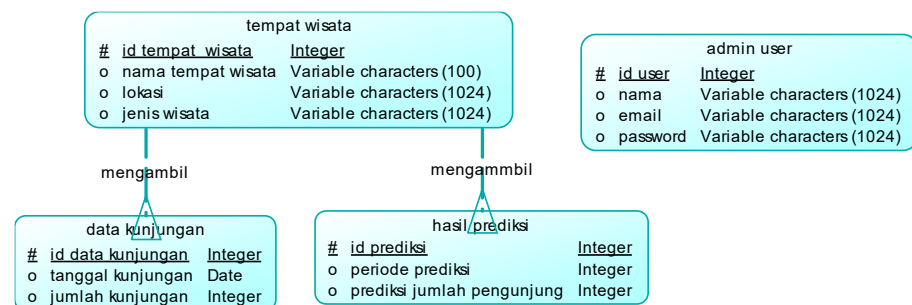 tempat wisata
# id tempat wisata Integer
o nama tempat wisata Variable characters (100)
o lokasi Variable characters (1024)
o jenis wisata Variable characters (1024)
admin user
# id user Integer
o nama Variable characters (1024)
o email Variable characters (1024)
o password Variable characters (1024)
mengambil
mengammbil
data kunjungan
# id data kunjungan Integer
o tanggal kunjungan Date
o jumlah kunjungan Integer
hasil prediksi
# id prediksi Integer
o periode prediksi Integer
o prediksi jumlah pengunjung Integer